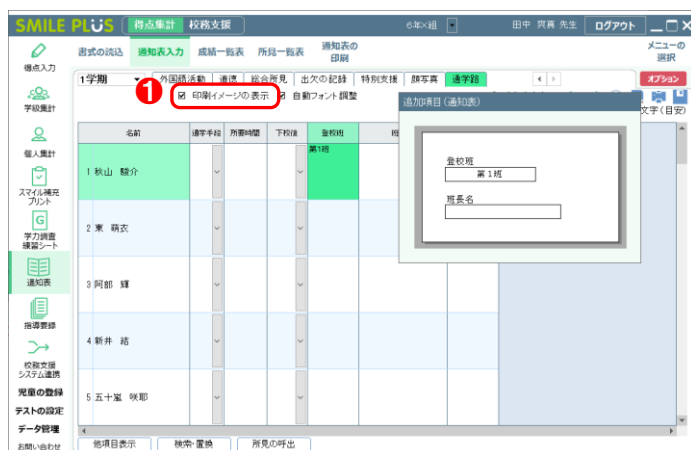 SMILE PLUS 得点集計 校務支援 6年×組 田中 爽真 先生 ログアウト
得点入力 書式の読込 通知表入力 成績一覧表 所見一覧表 通知表の印刷 メニューの選択
1学期 外国語活動 道徳 総合所見 出欠の記録 特別支援 顔写真 通学路 オプション
1 印刷イメージの表示 自動フォント調整 文字(目安)
学級集計
個人集計
スマイル補充プリント
学力調査練習シート
通知表
指導要録
校務支援システム連携
児童の登録
テストの設定
データ管理
お問い合わせ
名前 通学手段 所要時間 下校後 登校班 班
1 秋山 駿介 第1班
2 東 萌衣
3 阿部 輝
4 新井 結
5 五十嵐 咲耶
追加項目(通知表)
登校班
第1班
班長名
他項目表示 検索・置換 所見の呼出